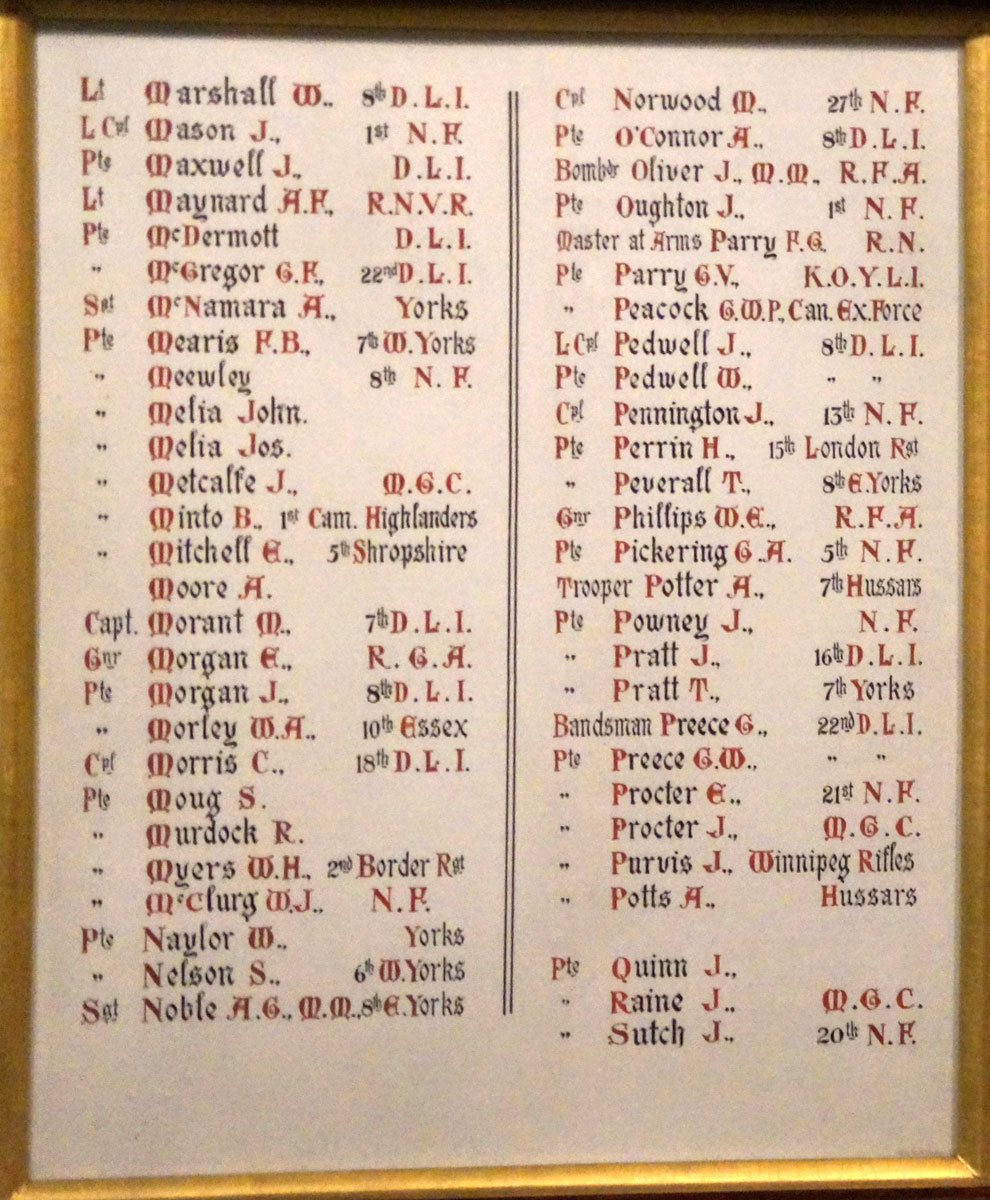 Lt Marshall W., 8th D.L.I.
L Cpl Mason J., 1st N.F.
Pte Maxwell J., D.L.I.
Lt Maynard A.F., R.N.V.R.
Pte McDermott D.L.I.
" McGregor G.F., 22nd D.L.I.
Sgt McNamara A., Yorks
Pte Mearis F.B., 7th W.Yorks
" Meewley 8th N.F.
" Melia John.
" Melia Jos.
" Metcalfe J., M.G.C.
" Minto B., 1st Cam. Highlanders
" Mitchell E., 5th Shropshire
Moore A.
Capt. Morant M., 7th D.L.I.
Gnr Morgan E., R.G.A.
Pte Morgan J., 8th D.L.I.
" Morley W.A., 10th Essex
Cpl Morris C., 18th D.L.I.
Pte Moug S.
" Murdock R.
" Myers W.H., 2nd Border Rgt
" McClurg W.J., N.F.
Pte Naylor W., Yorks
" Nelson S., 6th W.Yorks
Sgt Noble A.G., M.M., 8th E.Yorks
Cpl Norwood M., 27th N.F.
Pte O'Connor A., 8th D.L.I.
Bombdr Oliver J., M.M., R.F.A.
Pte Oughton J., 1st N.F.
Master at Arms Parry F.G. R.N.
Pte Parry G.V., K.O.Y.L.I.
" Peacock G.W.P., Can. Ex. Force
L Cpl Pedwell J., 8th D.L.I.
Pte Pedwell W., " "
Cpl Pennington J., 13th N.F.
Pte Perrin H., 15th London Rgt
" Peverall T., 8th E.Yorks
Gnr Phillips W.E., R.F.A.
Pte Pickering G.A. 5th N.F.
Trooper Potter A., 7th Hussars
Pte Powney J., N.F.
" Pratt J., 16th D.L.I.
" Pratt T., 7th Yorks
Bandsman Preece G., 22nd D.L.I.
Pte Preece G.W., " "
" Procter E., 21st N.F.
" Procter J., M.G.C.
" Purvis J., Winnipeg Rifles
" Potts A., Hussars
Pte Quinn J.,
" Raine J., M.G.C.
" Sutch J., 20th N.F.